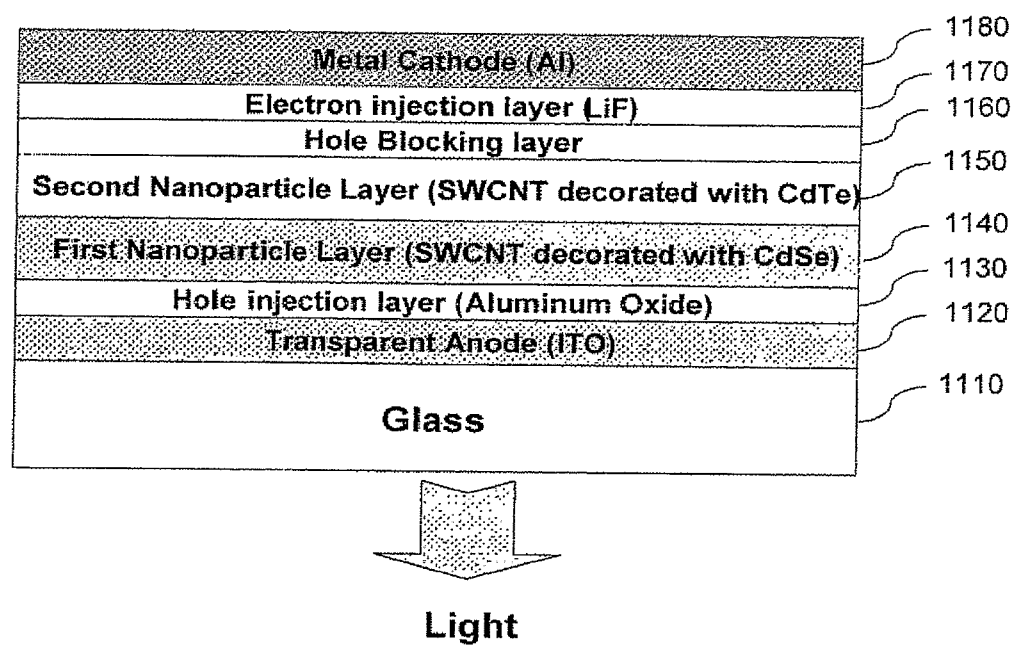 Metal Cathode (Al) 1180
Electron injection layer (LiF) 1170
Hole Blocking layer 1160
Second Nanoparticle Layer (SWCNT decorated with CdTe) 1150
First Nanoparticle Layer (SWCNT decorated with CdSe) 1140
Hole injection layer (Aluminum Oxide) 1130
Transparent Anode (ITO) 1120
Glass 1110
Light